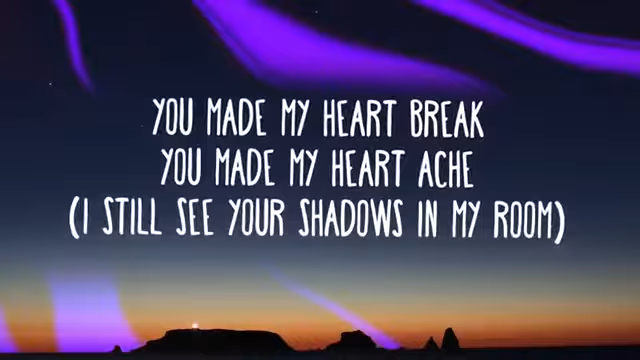 YOU MADE MY HEART BREAK
YOU MADE MY HEART ACHE
(I STILL SEE YOUR SHADOWS IN MY ROOM)